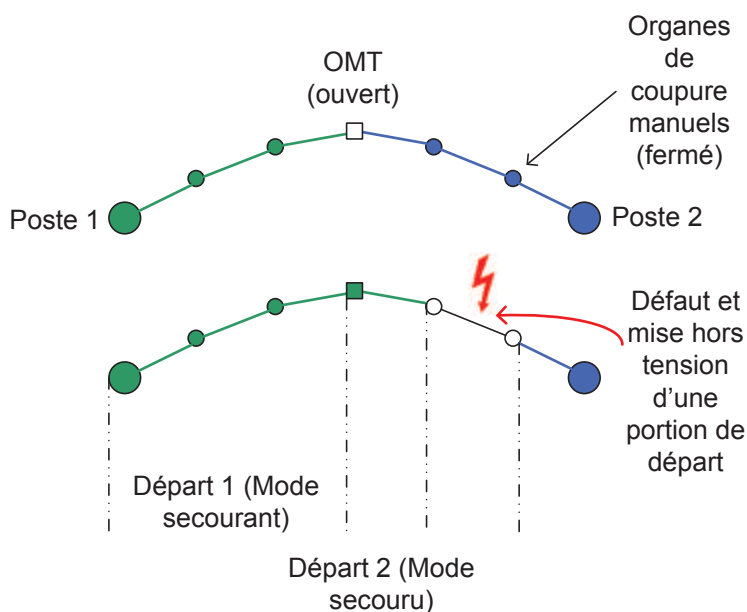 OMT
(ouvert)
Organes
de
coupure
manuels
(fermé)
Poste 1
Poste 2
Défaut et
mise hors
tension
d'une
portion de
départ
Départ 1 (Mode
secourant)
Départ 2 (Mode
secouru)